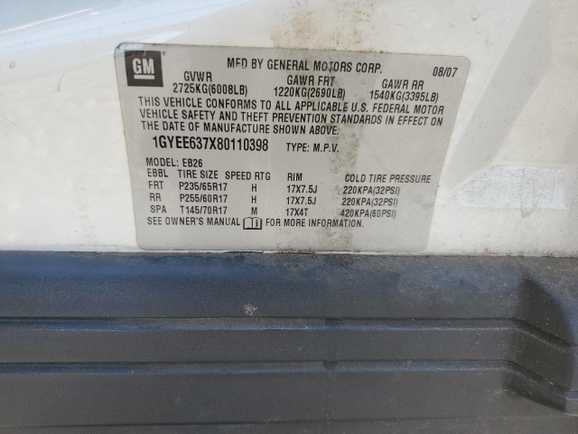 GM
MFD BY GENERAL MOTORS CORP. 08/07
GVWR GAWR FRT GAWR RR
2725KG(6008LB) 1220KG(2690LB) 1540KG(3395LB)
THIS VEHICLE CONFORMS TO ALL APPLICABLE U.S. FEDERAL MOTOR
VEHICLE SAFETY AND THEFT PREVENTION STANDARDS IN EFFECT ON
THE DATE OF MANUFACTURE SHOWN ABOVE.
1GYEE637X80110398 TYPE: M.P.V.
MODEL: EB26
EBBL TIRE SIZE SPEED RTG RIM COLD TIRE PRESSURE
FRT P235/65R17 H 17X7.5J 220KPA(32PSI)
RR P255/60R17 H 17X7.5J 220KPA(32PSI)
SPA T145/70R17 M 17X4T 420KPA(60PSI)
SEE OWNER'S MANUAL FOR MORE INFORMATION.